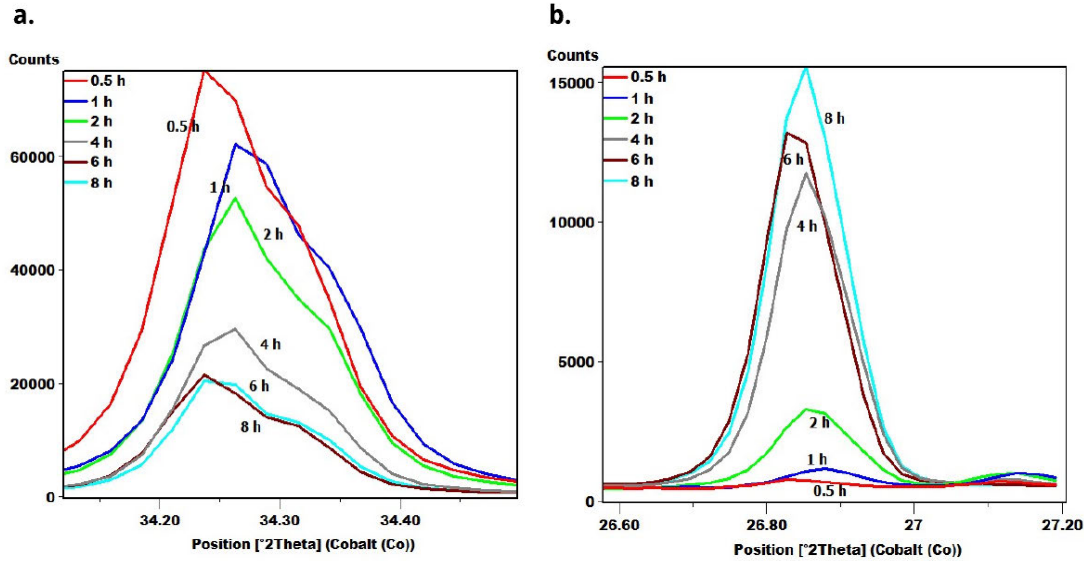 a.
Counts
0.5 h
1 h
2 h
4 h
6 h
8 h
0.5 h
1 h
2 h
4 h
6 h
8 h
60000
40000
20000
0
34.20
34.30
34.40
Position [°2Theta] (Cobalt (Co))
b.
Counts
0.5 h
1 h
2 h
4 h
6 h
8 h
8 h
6 h
4 h
2 h
1 h
0.5 h
15000
10000
5000
0
26.60
26.80
27
27.20
Position [°2Theta] (Cobalt (Co))